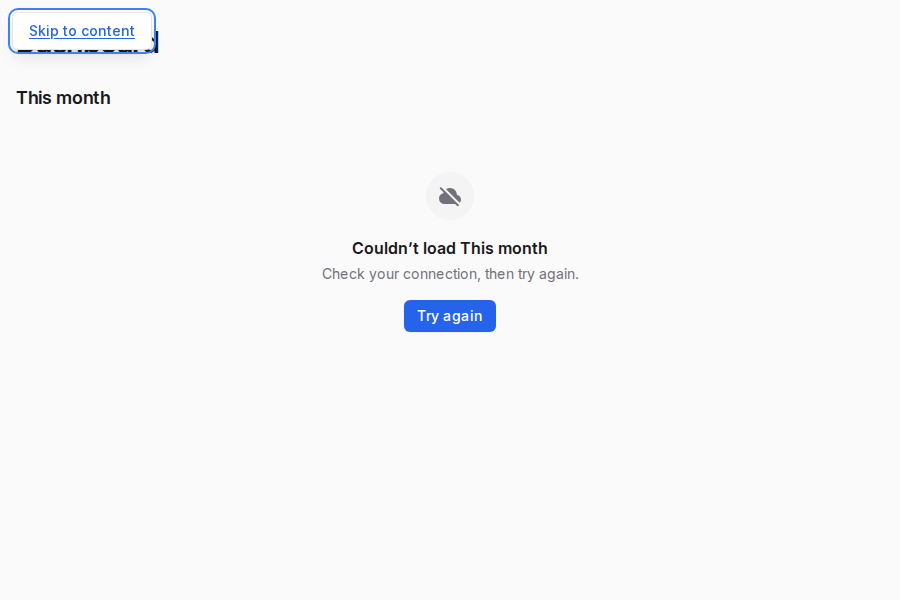 Skip to content
This month
Couldn’t load This month
Check your connection, then try again.
Try again